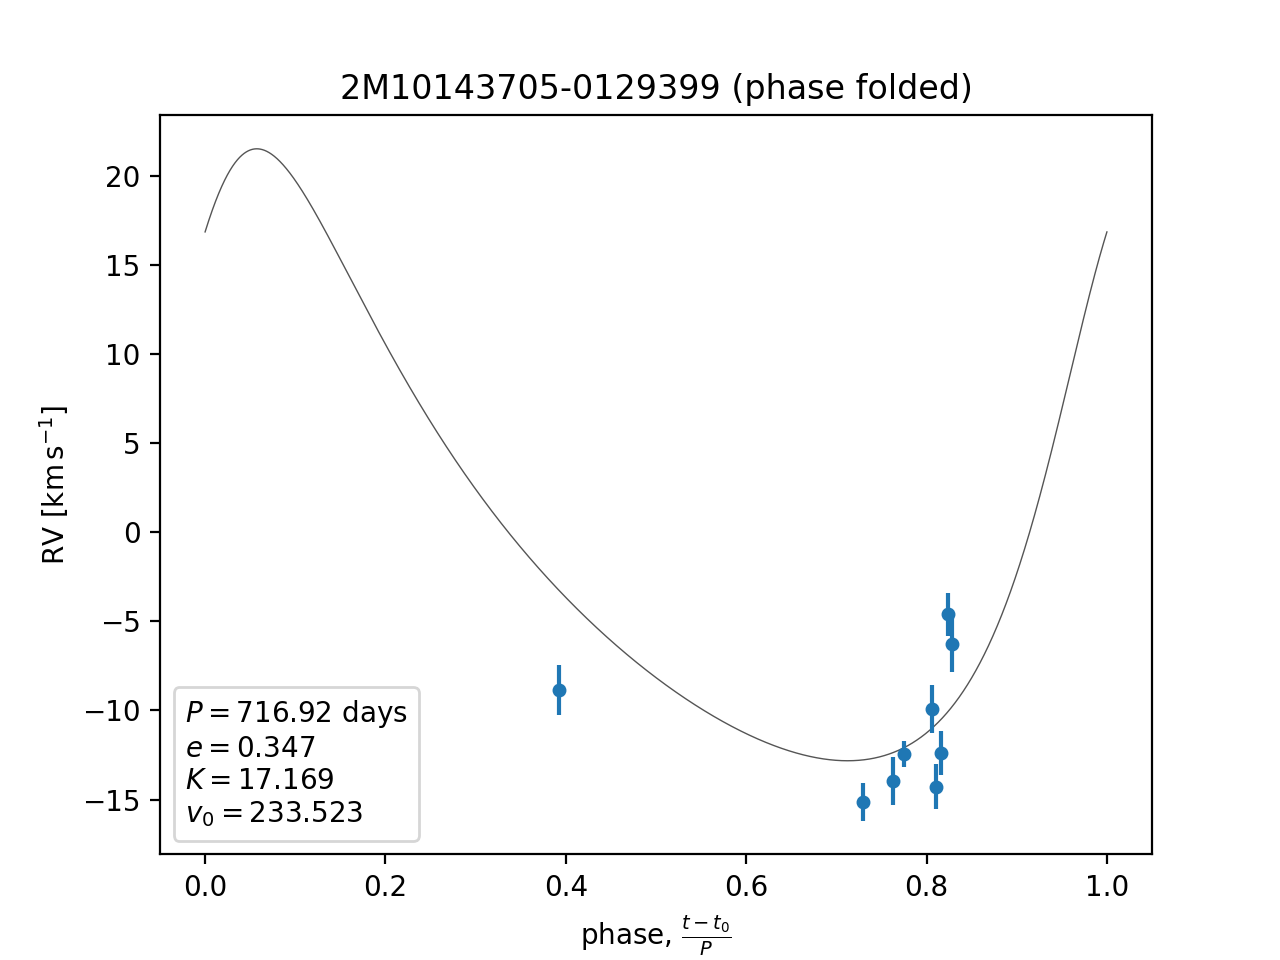 2M10143705-0129399 (phase folded)
20
15
10
5
0
−5
−10
−15
RV [km s⁻¹]
P = 716.92 days
e = 0.347
K = 17.169
v₀ = 233.523
0.0 0.2 0.4 0.6 0.8 1.0
phase, (t − t₀)/P